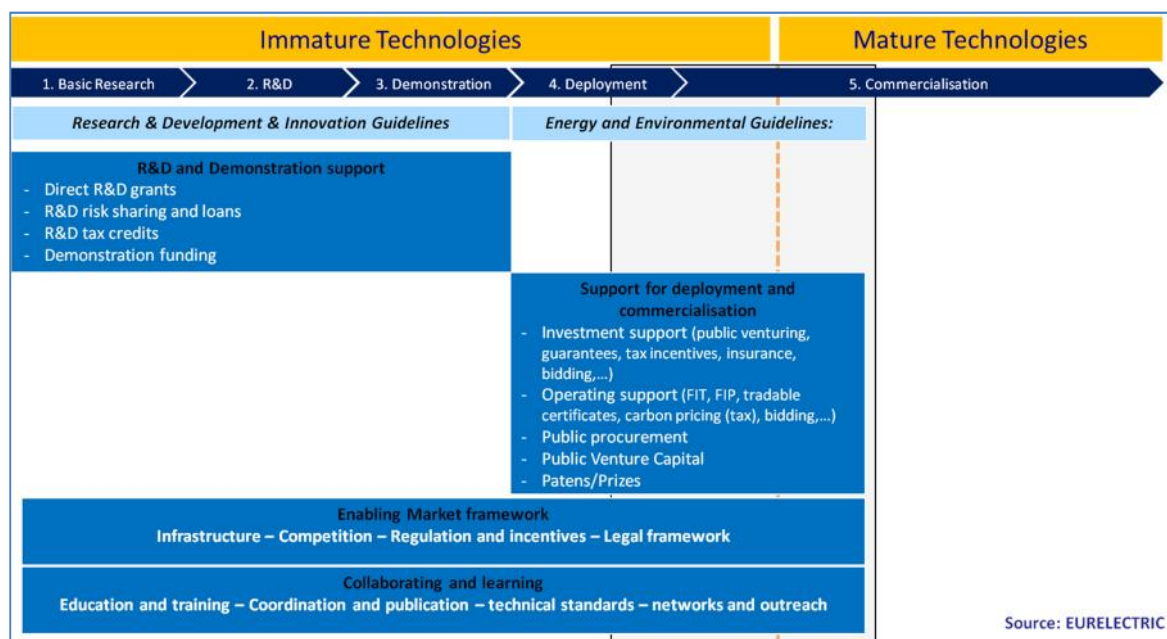 Immature Technologies
Mature Technologies
1. Basic Research
2. R&D
3. Demonstration
4. Deployment
5. Commercialisation
Research & Development & Innovation Guidelines
Energy and Environmental Guidelines:
R&D and Demonstration support
- Direct R&D grants
- R&D risk sharing and loans
- R&D tax credits
- Demonstration funding
Support for deployment and
commercialisation
- Investment support (public venturing,
guarantees, tax incentives, insurance,
bidding,...)
- Operating support (FIT, FIP, tradable
certificates, carbon pricing (tax), bidding,...)
- Public procurement
- Public Venture Capital
- Patens/Prizes
Enabling Market framework
Infrastructure – Competition – Regulation and incentives – Legal framework
Collaborating and learning
Education and training – Coordination and publication – technical standards – networks and outreach
Source: EURELECTRIC